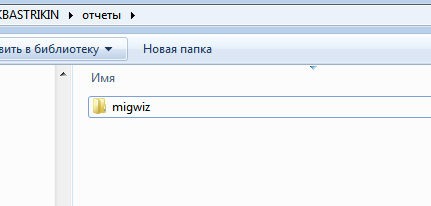 KBASTRIKIN ▸ отчеты ▸
вить в библиотеку ▼ Новая папка
Имя
migwiz